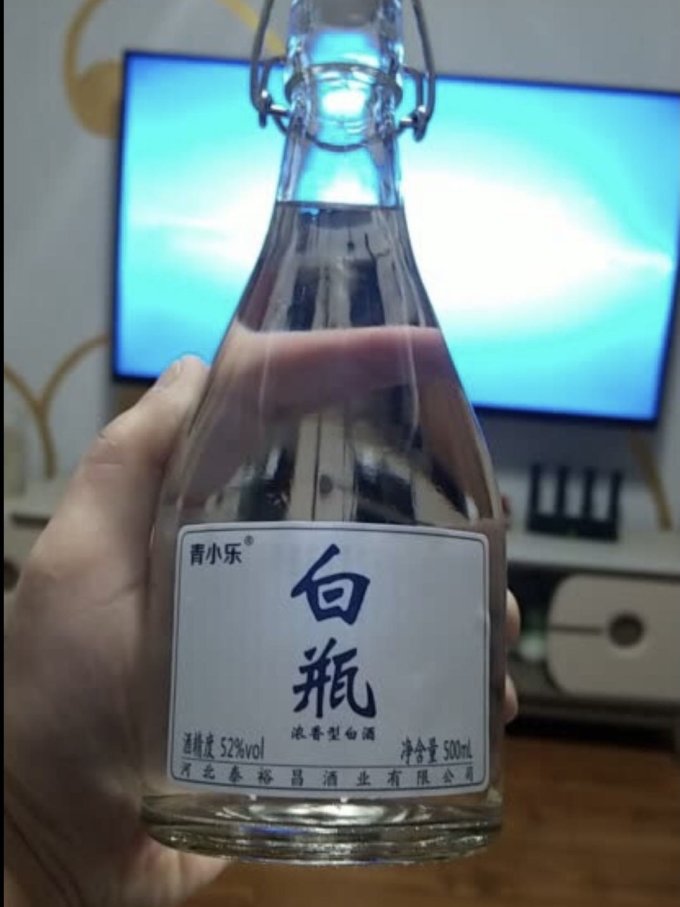 青小乐®
白
瓶
浓香型白酒
酒精度 52%vol 净含量 500mL
河北泰裕昌酒业有限公司